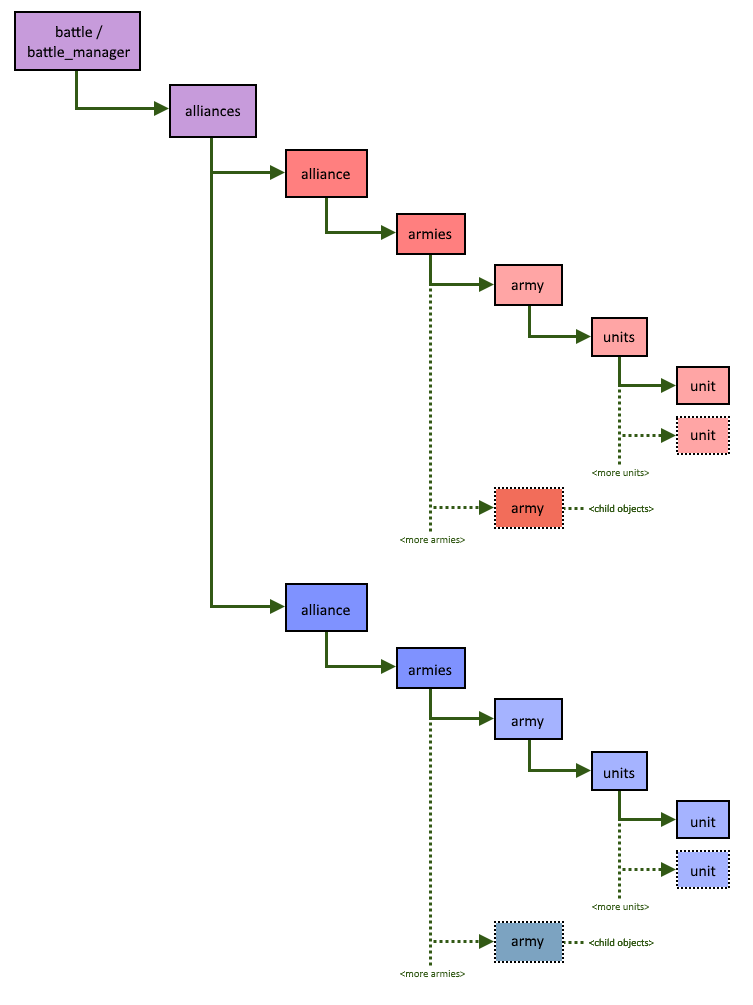 battle /
battle_manager
alliances
alliance
armies
army
units
unit
unit
<more units>
army
<child objects>
<more armies>
alliance
armies
army
units
unit
unit
<more units>
army
<child objects>
<more armies>